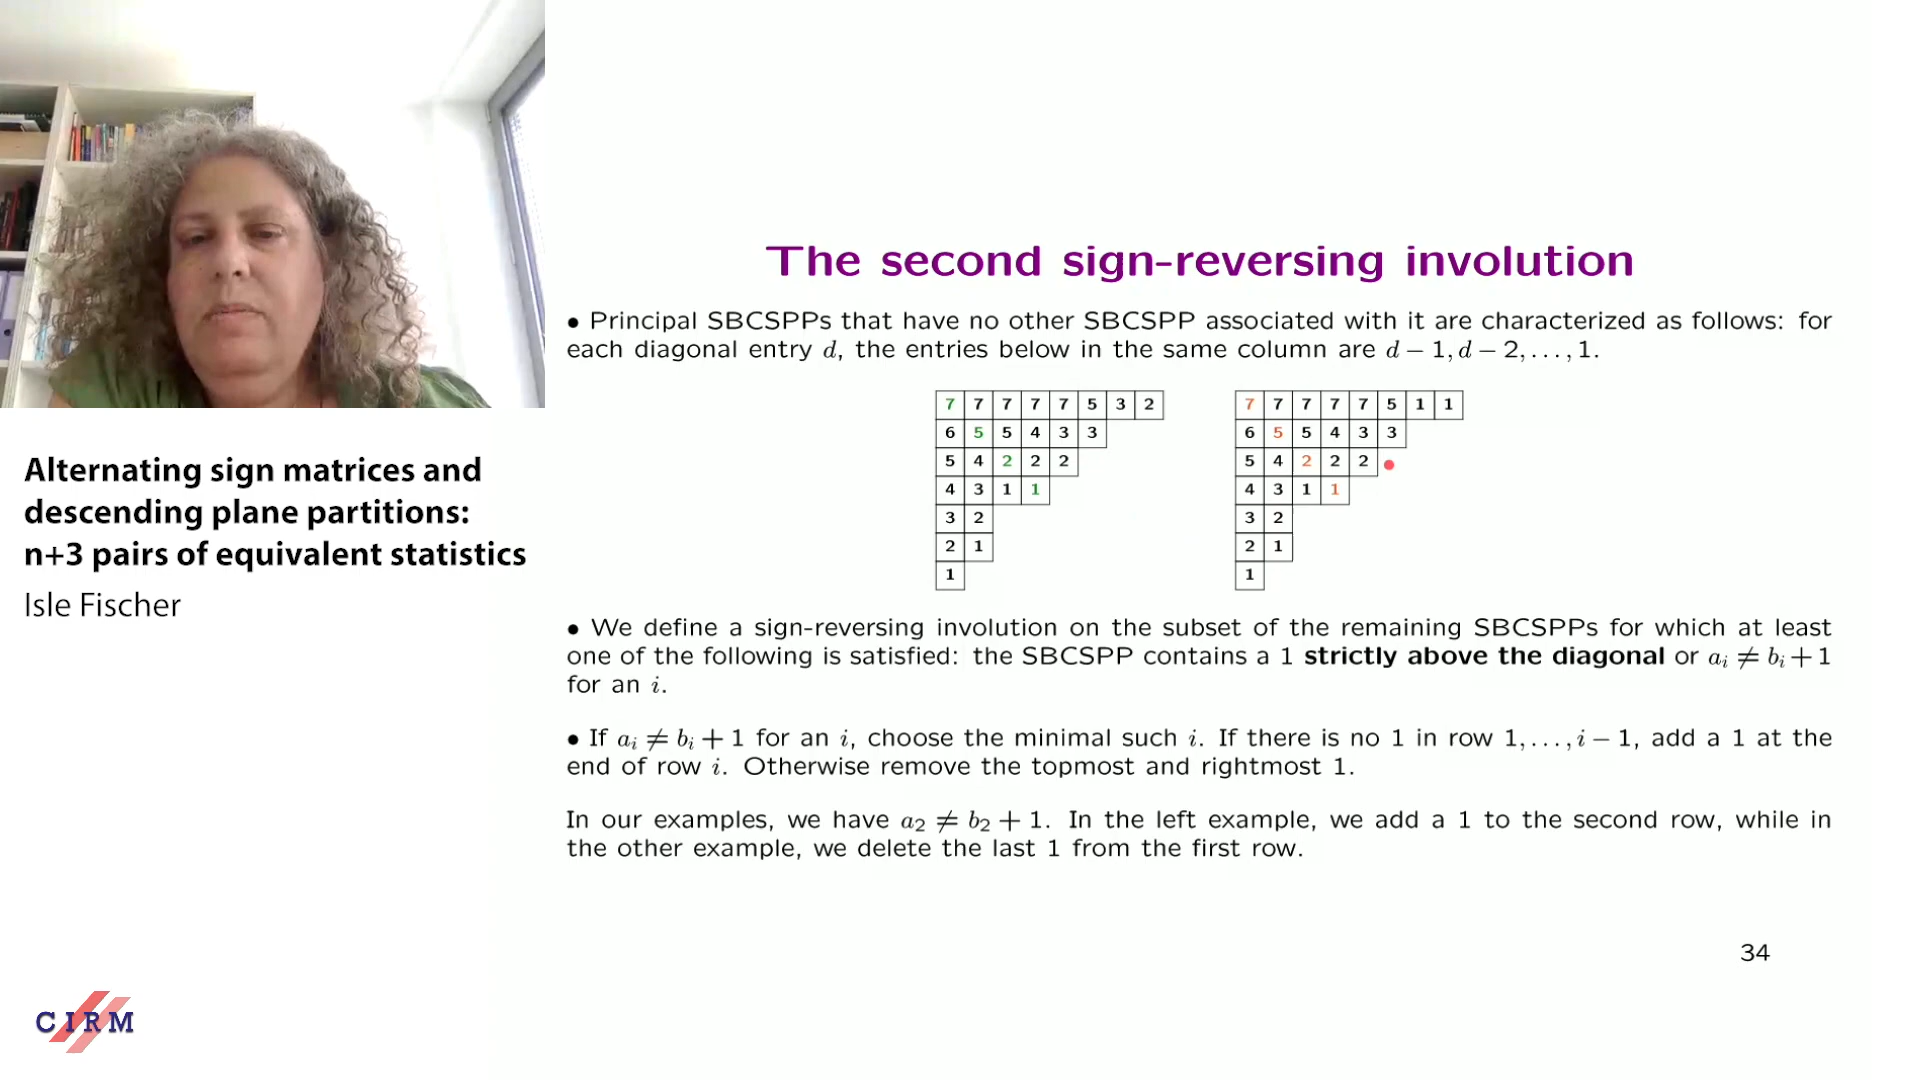 The second sign-reversing involution
• Principal SBCSPPs that have no other SBCSPP associated with it are characterized as follows: for
each diagonal entry d, the entries below in the same column are d − 1, d − 2, . . . , 1.
7 7 7 7 7 5 3 2
6 5 5 4 3 3
5 4 2 2 2
4 3 1 1
3 2
2 1
1
7 7 7 7 7 5 1 1
6 5 5 4 3 3
5 4 2 2 2
4 3 1 1
3 2
2 1
1
• We define a sign-reversing involution on the subset of the remaining SBCSPPs for which at least
one of the following is satisfied: the SBCSPP contains a 1 strictly above the diagonal or aᵢ ≠ bᵢ + 1
for an i.
• If aᵢ ≠ bᵢ + 1 for an i, choose the minimal such i. If there is no 1 in row 1, . . . , i − 1, add a 1 at the
end of row i. Otherwise remove the topmost and rightmost 1.
In our examples, we have a₂ ≠ b₂ + 1. In the left example, we add a 1 to the second row, while in
the other example, we delete the last 1 from the first row.
34
Alternating sign matrices and
descending plane partitions:
n+3 pairs of equivalent statistics
Isle Fischer
CIRM